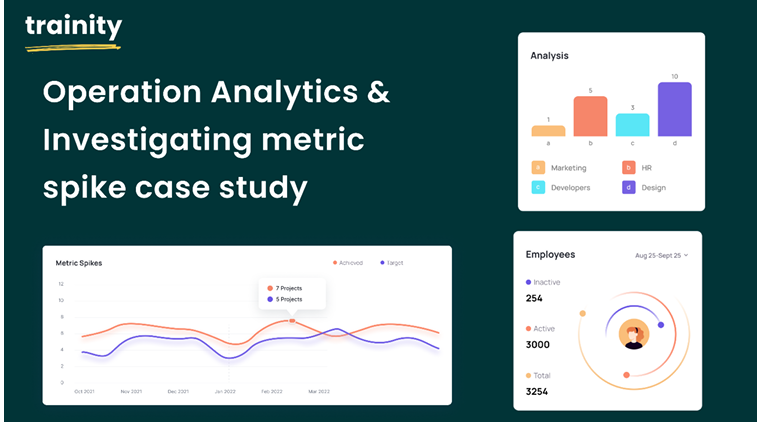 trainity
Operation Analytics &
Investigating metric
spike case study
Analysis
10
5
3
1
a b c d
a Marketing b HR
c Developers d Design
Metric Spikes
Achieved Target
7 Projects
5 Projects
12
10
8
6
4
2
0
Oct 2021 Nov 2021 Dec 2021 Jan 2022 Feb 2022 Mar 2022
Employees
Aug 25-Sept 25
Inactive
254
Active
3000
Total
3254